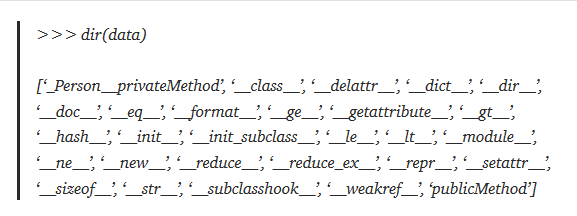 >>> dir(data)
[‘_Person__privateMethod’, ‘__class__’, ‘__delattr__’, ‘__dict__’, ‘__dir__’,
‘__doc__’, ‘__eq__’, ‘__format__’, ‘__ge__’, ‘__getattribute__’, ‘__gt__’,
‘__hash__’, ‘__init__’, ‘__init_subclass__’, ‘__le__’, ‘__lt__’, ‘__module__’,
‘__ne__’, ‘__new__’, ‘__reduce__’, ‘__reduce_ex__’, ‘__repr__’, ‘__setattr__’,
‘__sizeof__’, ‘__str__’, ‘__subclasshook__’, ‘__weakref__’, ‘publicMethod’]